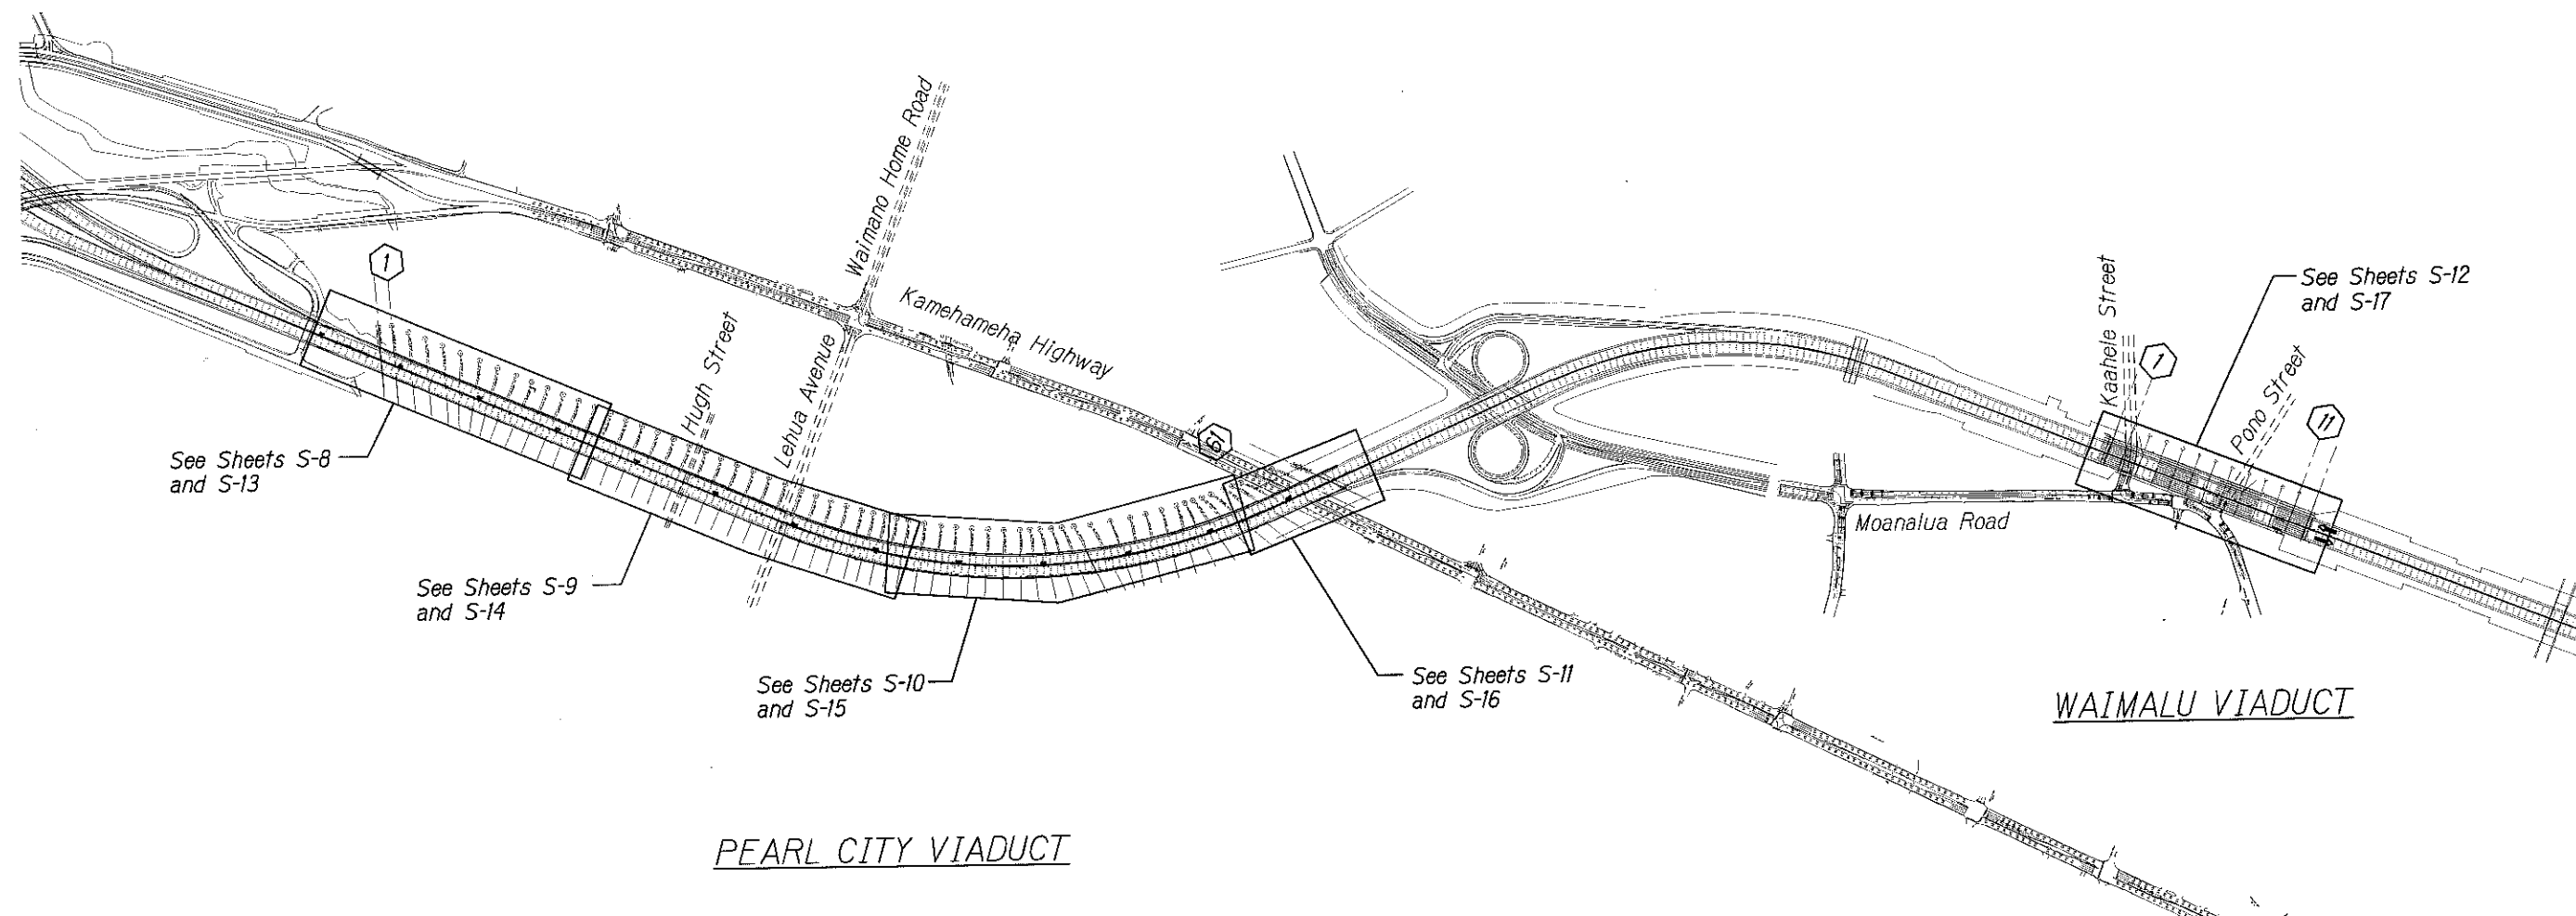 Waimano Home Road
Kamehameha Highway
1
Hugh Street
Lehua Avenue
61
See Sheets S-8
and S-13
See Sheets S-9
and S-14
See Sheets S-10
and S-15
See Sheets S-11
and S-16
PEARL CITY VIADUCT
Kaahele Street
1
Pono Street
11
See Sheets S-12
and S-17
Moanalua Road
WAIMALU VIADUCT